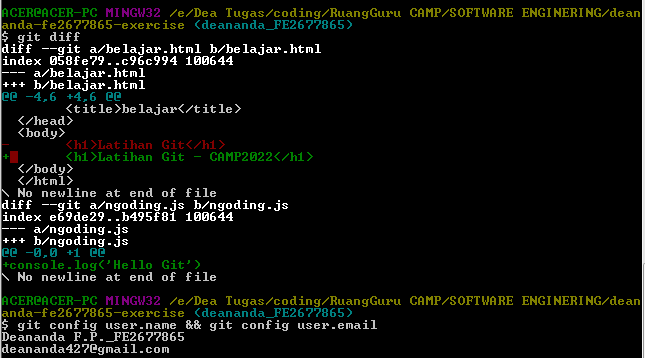 ACER@ACER-PC MINGW32 /e/Dea Tugas/coding/RuangGuru CAMP/SOFTWARE ENGINERING/dean
anda-fe2677865-exercise (deananda_FE2677865)
$ git diff
diff --git a/belajar.html b/belajar.html
index 058fe79..c96c994 100644
--- a/belajar.html
+++ b/belajar.html
@@ -4,6 +4,6 @@
<title>belajar</title>
</head>
<body>
- <h1>Latihan Git</h1>
+ <h1>Latihan Git - CAMP2022</h1>
</body>
</html>
\ No newline at end of file
diff --git a/ngoding.js b/ngoding.js
index e69de29..b495f81 100644
--- a/ngoding.js
+++ b/ngoding.js
@@ -0,0 +1 @@
+console.log('Hello Git')
\ No newline at end of file
ACER@ACER-PC MINGW32 /e/Dea Tugas/coding/RuangGuru CAMP/SOFTWARE ENGINERING/dean
anda-fe2677865-exercise (deananda_FE2677865)
$ git config user.name && git config user.email
Deananda F.P._FE2677865
deananda427@gmail.com